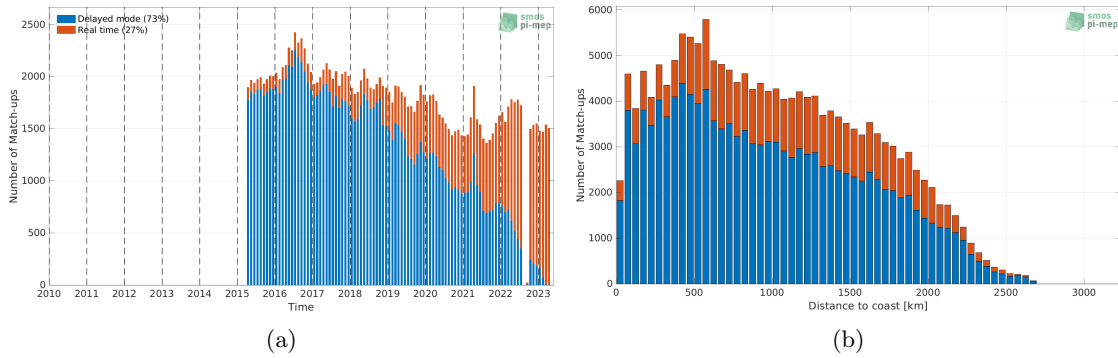 Delayed mode (73%)
Real time (27%)
smos
pi-mep
Number of Match-ups
2500
2000
1500
1000
500
0
2010 2011 2012 2013 2014 2015 2016 2017 2018 2019 2020 2021 2022 2023
Time
(a)
smos
pi-mep
Number of Match-ups
6000
5000
4000
3000
2000
1000
0
0 500 1000 1500 2000 2500 3000
Distance to coast [km]
(b)